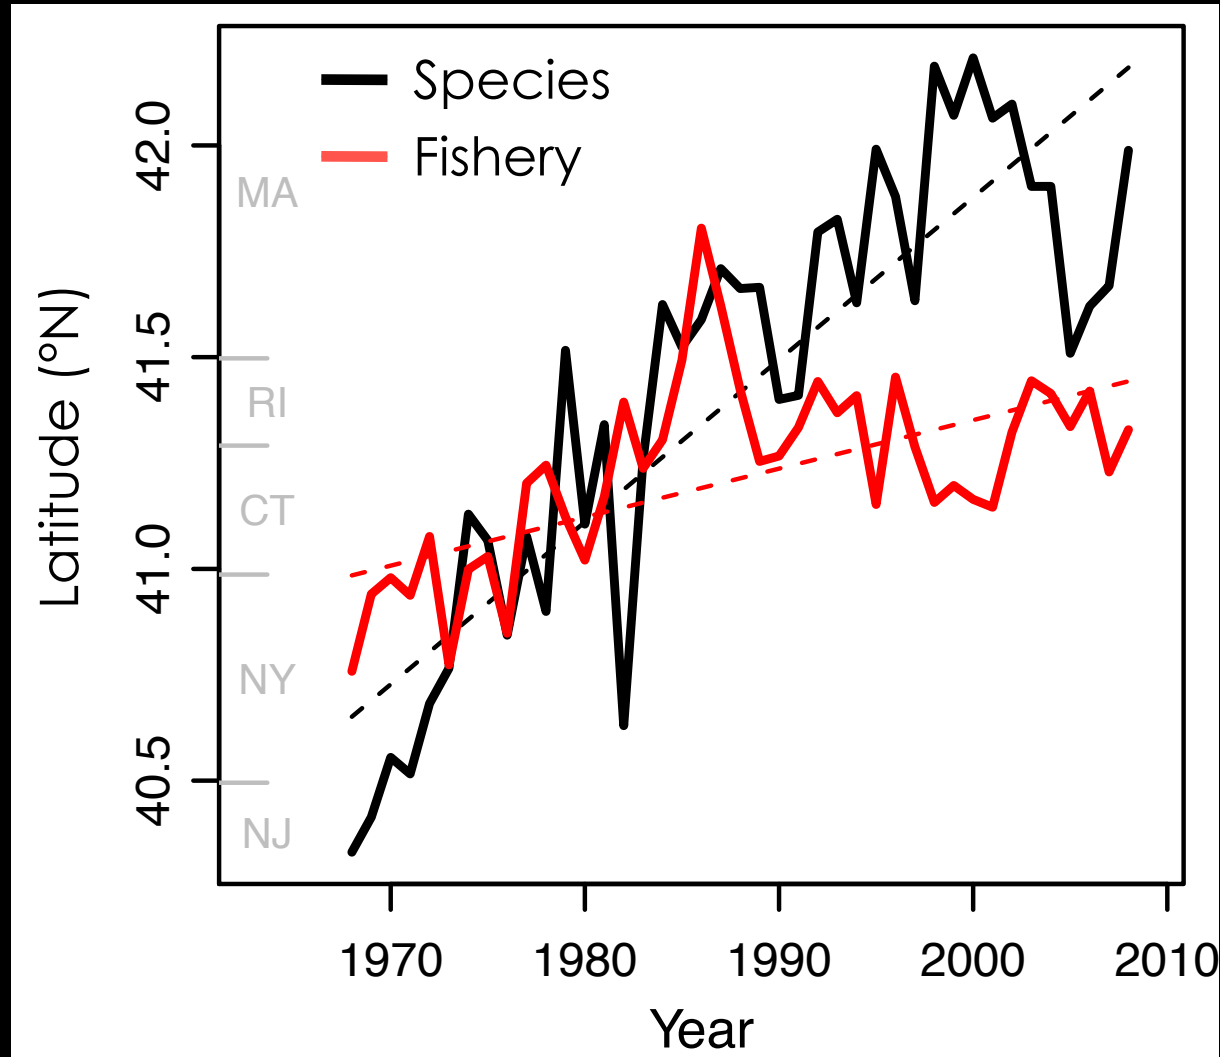 Species
Fishery
42.0
41.5
41.0
40.5
Latitude (°N)
MA
RI
CT
NY
NJ
1970 1980 1990 2000 2010
Year